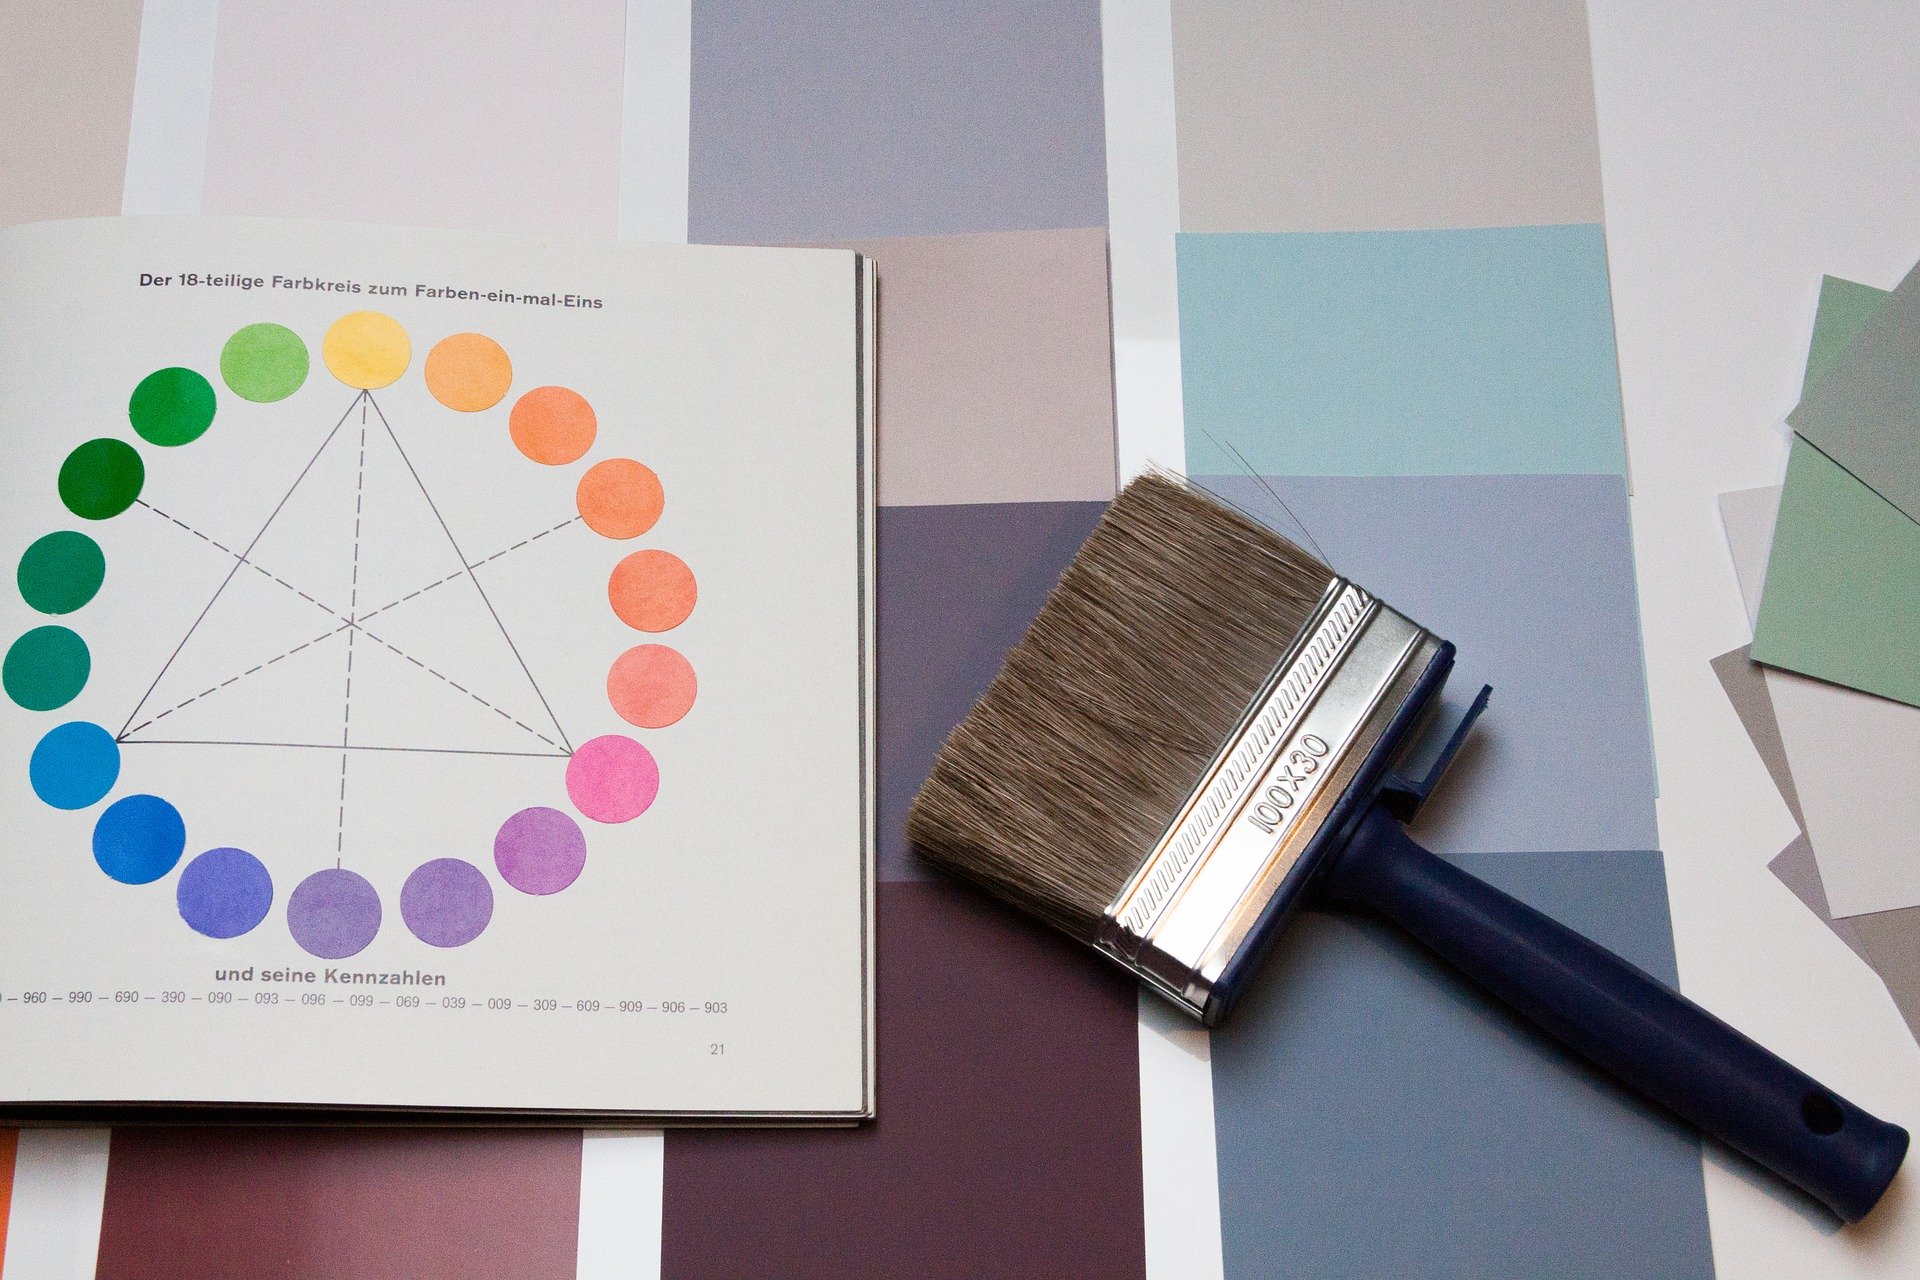 Der 18-teilige Farbkreis zum Farben-ein-mal-Eins
und seine Kennzahlen
– 960 – 990 – 690 – 390 – 090 – 093 – 096 – 099 – 069 – 039 – 009 – 309 – 609 – 909 – 906 – 903
21
100X30